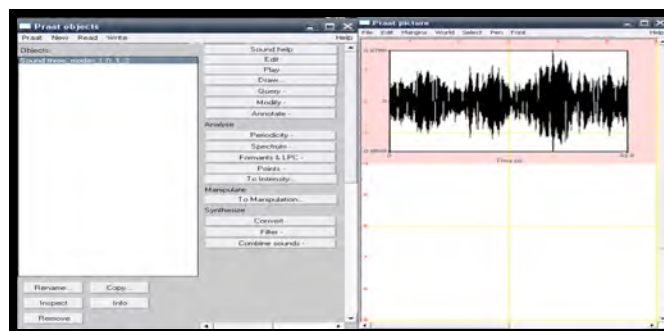 Praat objects
Praat New Read Write Help
Objects:
Sound help
Edit
Play
Draw...
Query -
Modify -
Annotate -
Analyse
Periodicity -
Spectrum -
Formants & LPC -
Points -
To Intensity...
Manipulate
To Manipulation...
Synthesize
Convert -
Filter -
Combine sounds -
Rename... Copy...
Inspect Info
Remove
Praat picture
File Edit Margins World Select Pen Font Help
0
Time (s)